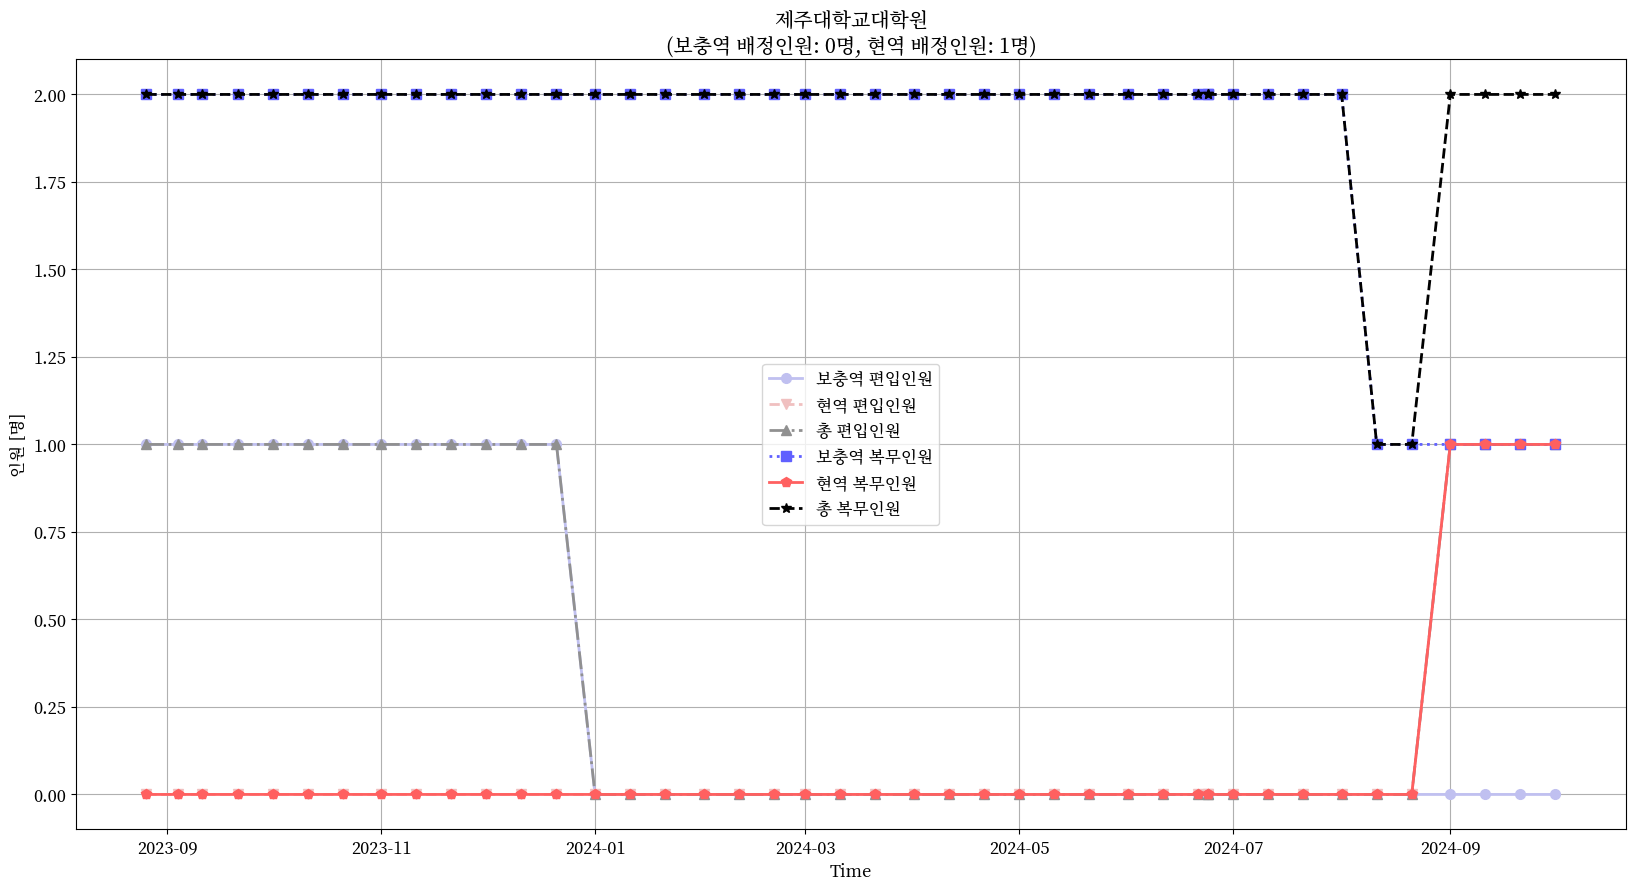 제주대학교대학원
(보충역 배정인원: 0명, 현역 배정인원: 1명)
2.00
1.75
1.50
1.25
1.00
0.75
0.50
0.25
0.00
인원 [명]
보충역 편입인원
현역 편입인원
총 편입인원
보충역 복무인원
현역 복무인원
총 복무인원
2023-09
2023-11
2024-01
2024-03
2024-05
2024-07
2024-09
Time